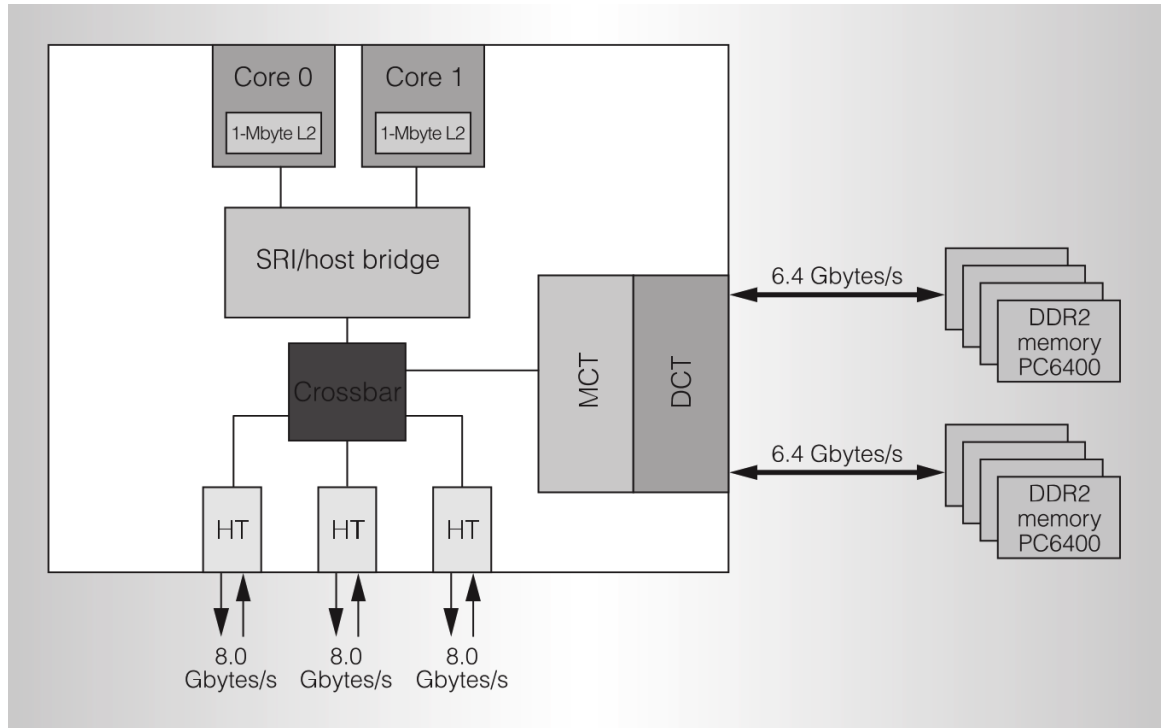 Core 0
Core 1
1-Mbyte L2
1-Mbyte L2
SRI/host bridge
Crossbar
MCT
DCT
6.4 Gbytes/s
DDR2
memory
PC6400
6.4 Gbytes/s
DDR2
memory
PC6400
HT
HT
HT
8.0
Gbytes/s
8.0
Gbytes/s
8.0
Gbytes/s